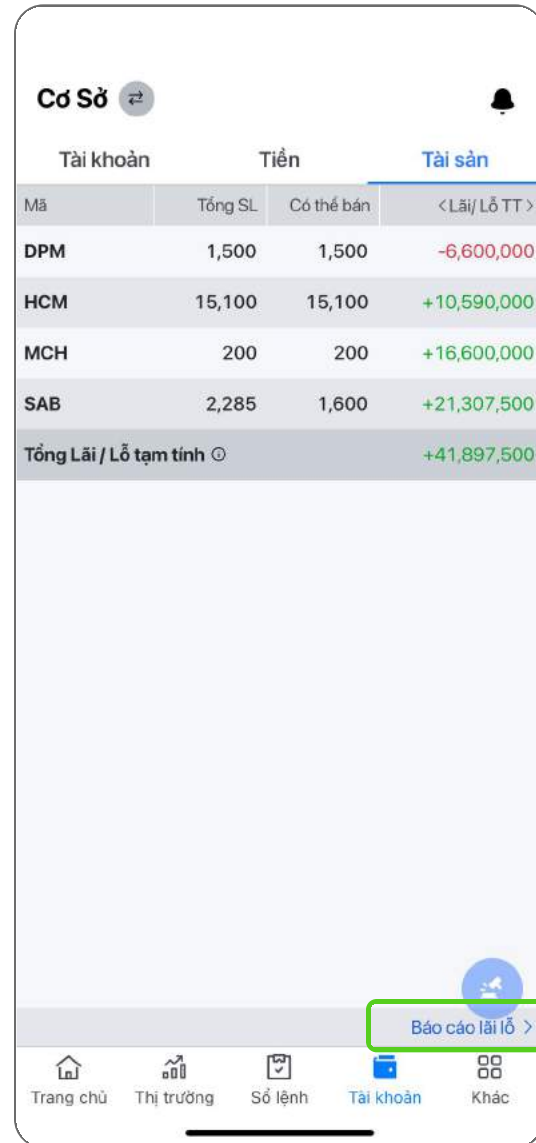 Cơ Sở
Tài khoản Tiền Tài sản
Mã Tổng SL Có thể bán <Lãi/ Lỗ TT>
DPM 1,500 1,500 -6,600,000
HCM 15,100 15,100 +10,590,000
MCH 200 200 +16,600,000
SAB 2,285 1,600 +21,307,500
Tổng Lãi / Lỗ tạm tính +41,897,500
Báo cáo lãi lỗ >
Trang chủ Thị trường Sổ lệnh Tài khoản Khác